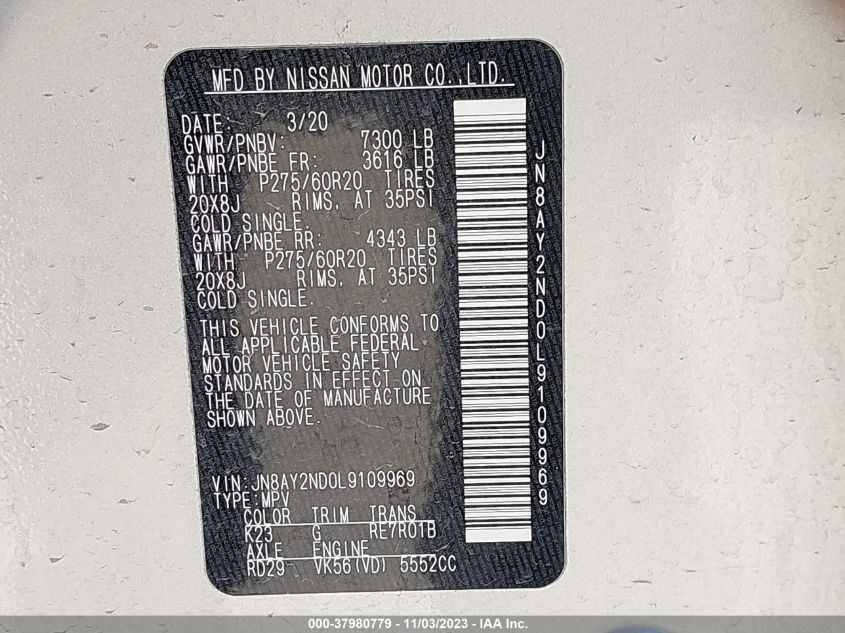 MFD BY NISSAN MOTOR CO.,LTD.
DATE: 3/20
GVWR/PNBV: 7300 LB
GAWR/PNBE FR: 3616 LB
WITH P275/60R20 TIRES
20X8J RIMS, AT 35PSI
COLD SINGLE.
GAWR/PNBE RR: 4343 LB
WITH P275/60R20 TIRES
20X8J RIMS, AT 35PSI
COLD SINGLE.
THIS VEHICLE CONFORMS TO
ALL APPLICABLE FEDERAL
MOTOR VEHICLE SAFETY
STANDARDS IN EFFECT ON
THE DATE OF MANUFACTURE
SHOWN ABOVE.
VIN:JN8AY2ND0L9109969
TYPE:MPV
COLOR TRIM TRANS
K23 G RE7R01B
AXLE ENGINE
RD29 VK56(VD) 5552CC
JN8AY2ND0L9109969
000-37980779 - 11/03/2023 - IAA Inc.